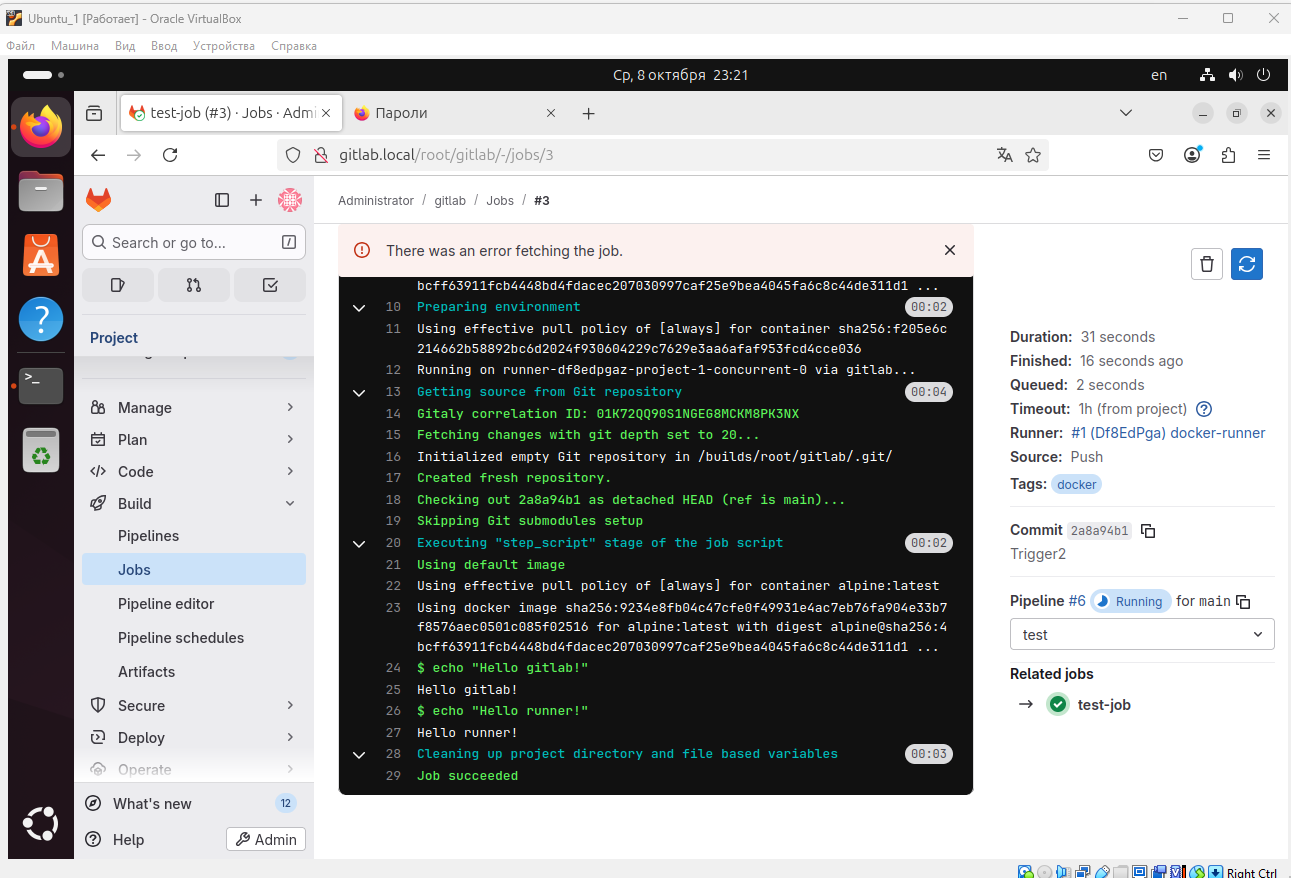 Ubuntu_1 [Работает] - Oracle VirtualBox
Файл Машина Вид Ввод Устройства Справка
Ср, 8 октября 23:21
en
test-job (#3) · Jobs · Admi
Пароли
gitlab.local/root/gitlab/-/jobs/3
Administrator / gitlab / Jobs / #3
Search or go to...
Project
Manage
Plan
Code
Build
Pipelines
Jobs
Pipeline editor
Pipeline schedules
Artifacts
Secure
Deploy
Operate
What's new 12
Help
Admin
There was an error fetching the job.
bcff63911fcb4448bd4fdacec207030997caf25e9bea4045fa6c8c44de311d1 ...
10 Preparing environment 00:02
11 Using effective pull policy of [always] for container sha256:f205e6c
214662b58892bc6d2024f930604229c7629e3aa6afaf953fcd4cce036
12 Running on runner-df8edpgaz-project-1-concurrent-0 via gitlab...
13 Getting source from Git repository 00:04
14 Gitaly correlation ID: 01K72QQ90S1NGEG8MCKM8PK3NX
15 Fetching changes with git depth set to 20...
16 Initialized empty Git repository in /builds/root/gitlab/.git/
17 Created fresh repository.
18 Checking out 2a8a94b1 as detached HEAD (ref is main)...
19 Skipping Git submodules setup
20 Executing "step_script" stage of the job script 00:02
21 Using default image
22 Using effective pull policy of [always] for container alpine:latest
23 Using docker image sha256:9234e8fb04c47cfe0f49931e4ac7eb76fa904e33b7
f8576aec0501c085f02516 for alpine:latest with digest alpine@sha256:4
bcff63911fcb4448bd4fdacec207030997caf25e9bea4045fa6c8c44de311d1 ...
24 $ echo "Hello gitlab!"
25 Hello gitlab!
26 $ echo "Hello runner!"
27 Hello runner!
28 Cleaning up project directory and file based variables 00:03
29 Job succeeded
Duration: 31 seconds
Finished: 16 seconds ago
Queued: 2 seconds
Timeout: 1h (from project)
Runner: #1 (Df8EdPga) docker-runner
Source: Push
Tags: docker
Commit 2a8a94b1
Trigger2
Pipeline #6 Running for main
test
Related jobs
test-job
Right Ctrl